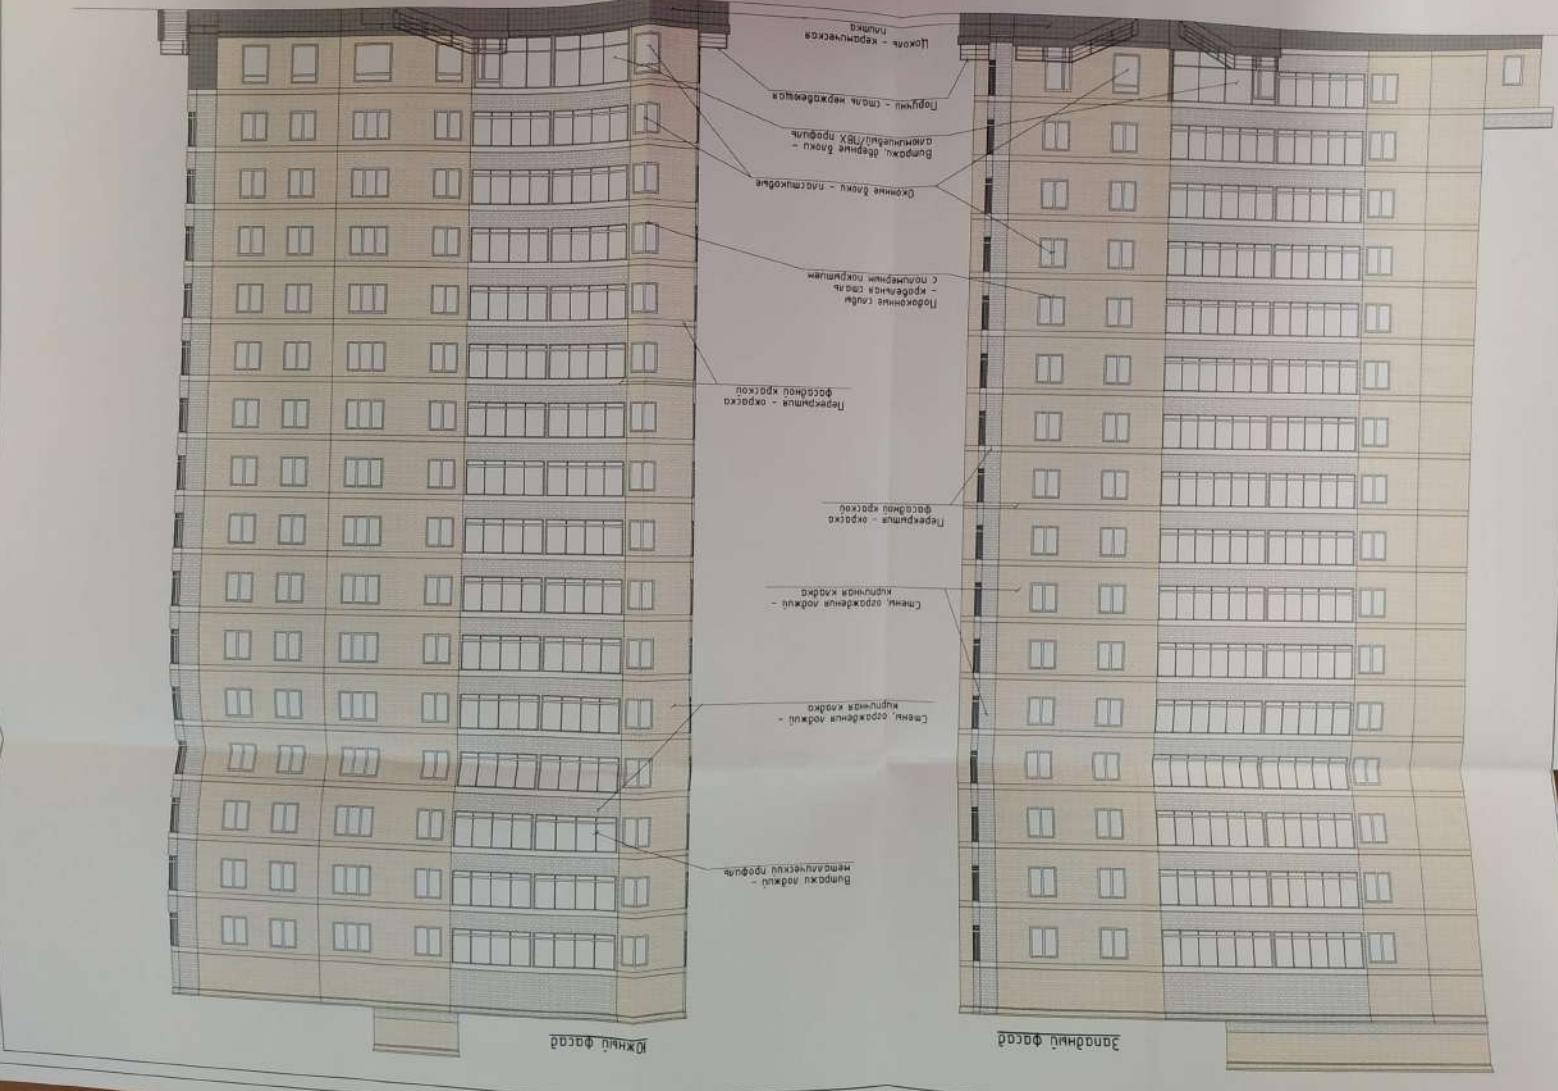 Западный фасад
Южный фасад
Витражи лоджий -
металлический профиль
Стены, ограждения лоджий -
кирпичная кладка
Стены, ограждения лоджий -
кирпичная кладка
Перекрытия - окраска
фасадной краской
Перекрытия - окраска
фасадной краской
Подоконные сливы
- кровельная сталь
с полимерным покрытием
Оконные блоки - пластиковые
Витражи, дверные блоки -
алюминиевый/ПВХ профиль
Поручни - сталь нержавеющая
Цоколь - керамическая
плитка